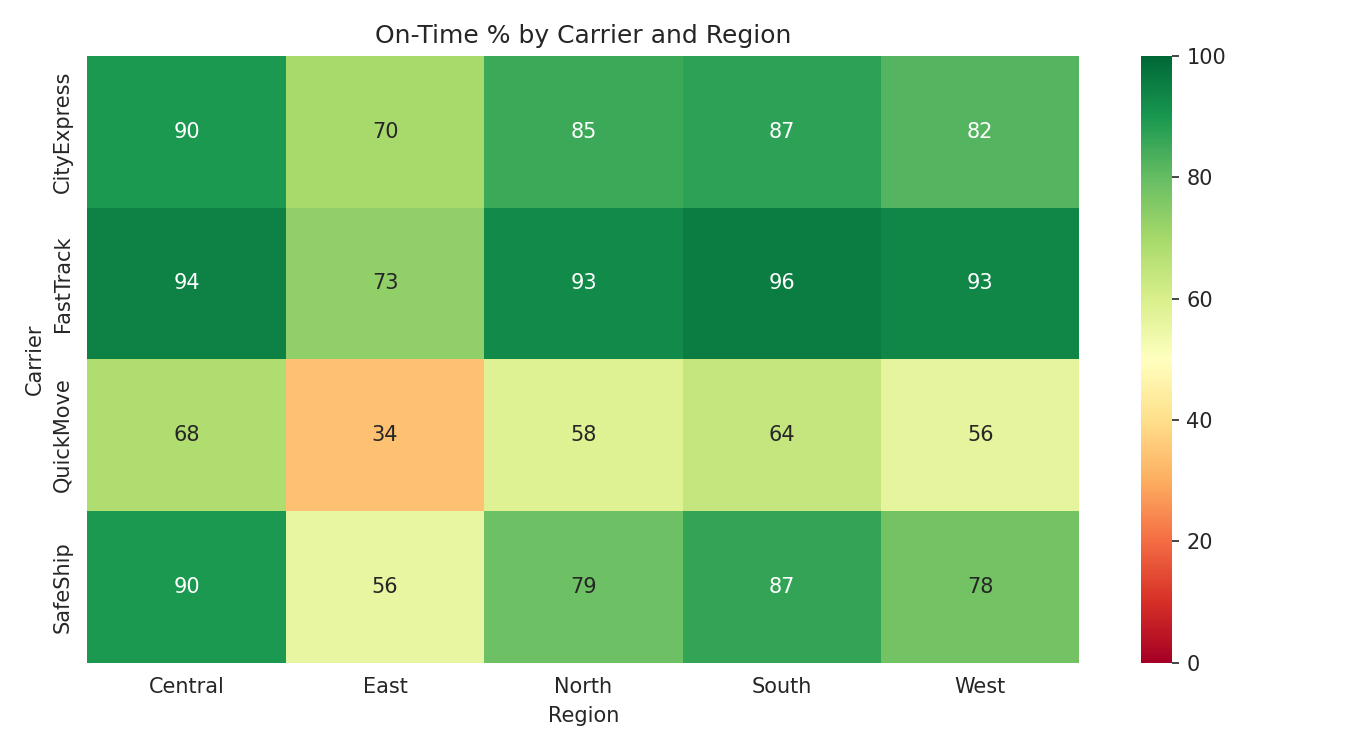 On-Time % by Carrier and Region
Carrier
CityExpress
90 70 85 87 82
FastTrack
94 73 93 96 93
QuickMove
68 34 58 64 56
SafeShip
90 56 79 87 78
Central East North South West
Region
100
80
60
40
20
0